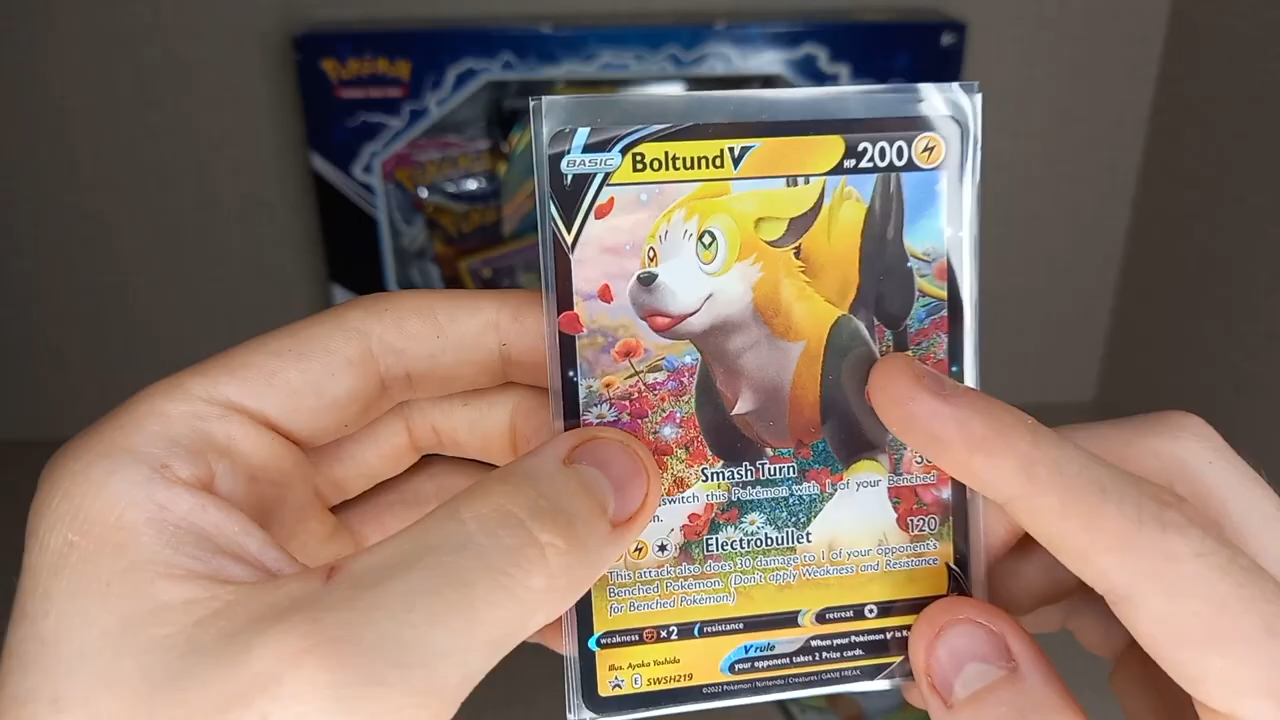 Pokémon
BASIC
Boltund V
HP 200
Smash Turn
switch this Pokémon with 1 of your Benched
Electrobullet
120
This attack also does 30 damage to 1 of your opponent's
Benched Pokémon. (Don't apply Weakness and Resistance
for Benched Pokémon.)
weakness ×2 resistance retreat
V rule When your Pokémon V is
your opponent takes 2 Prize cards.
Illus. Ayaka Yoshida
E SWSH219
©2022 Pokémon / Nintendo / Creatures / GAME FREAK